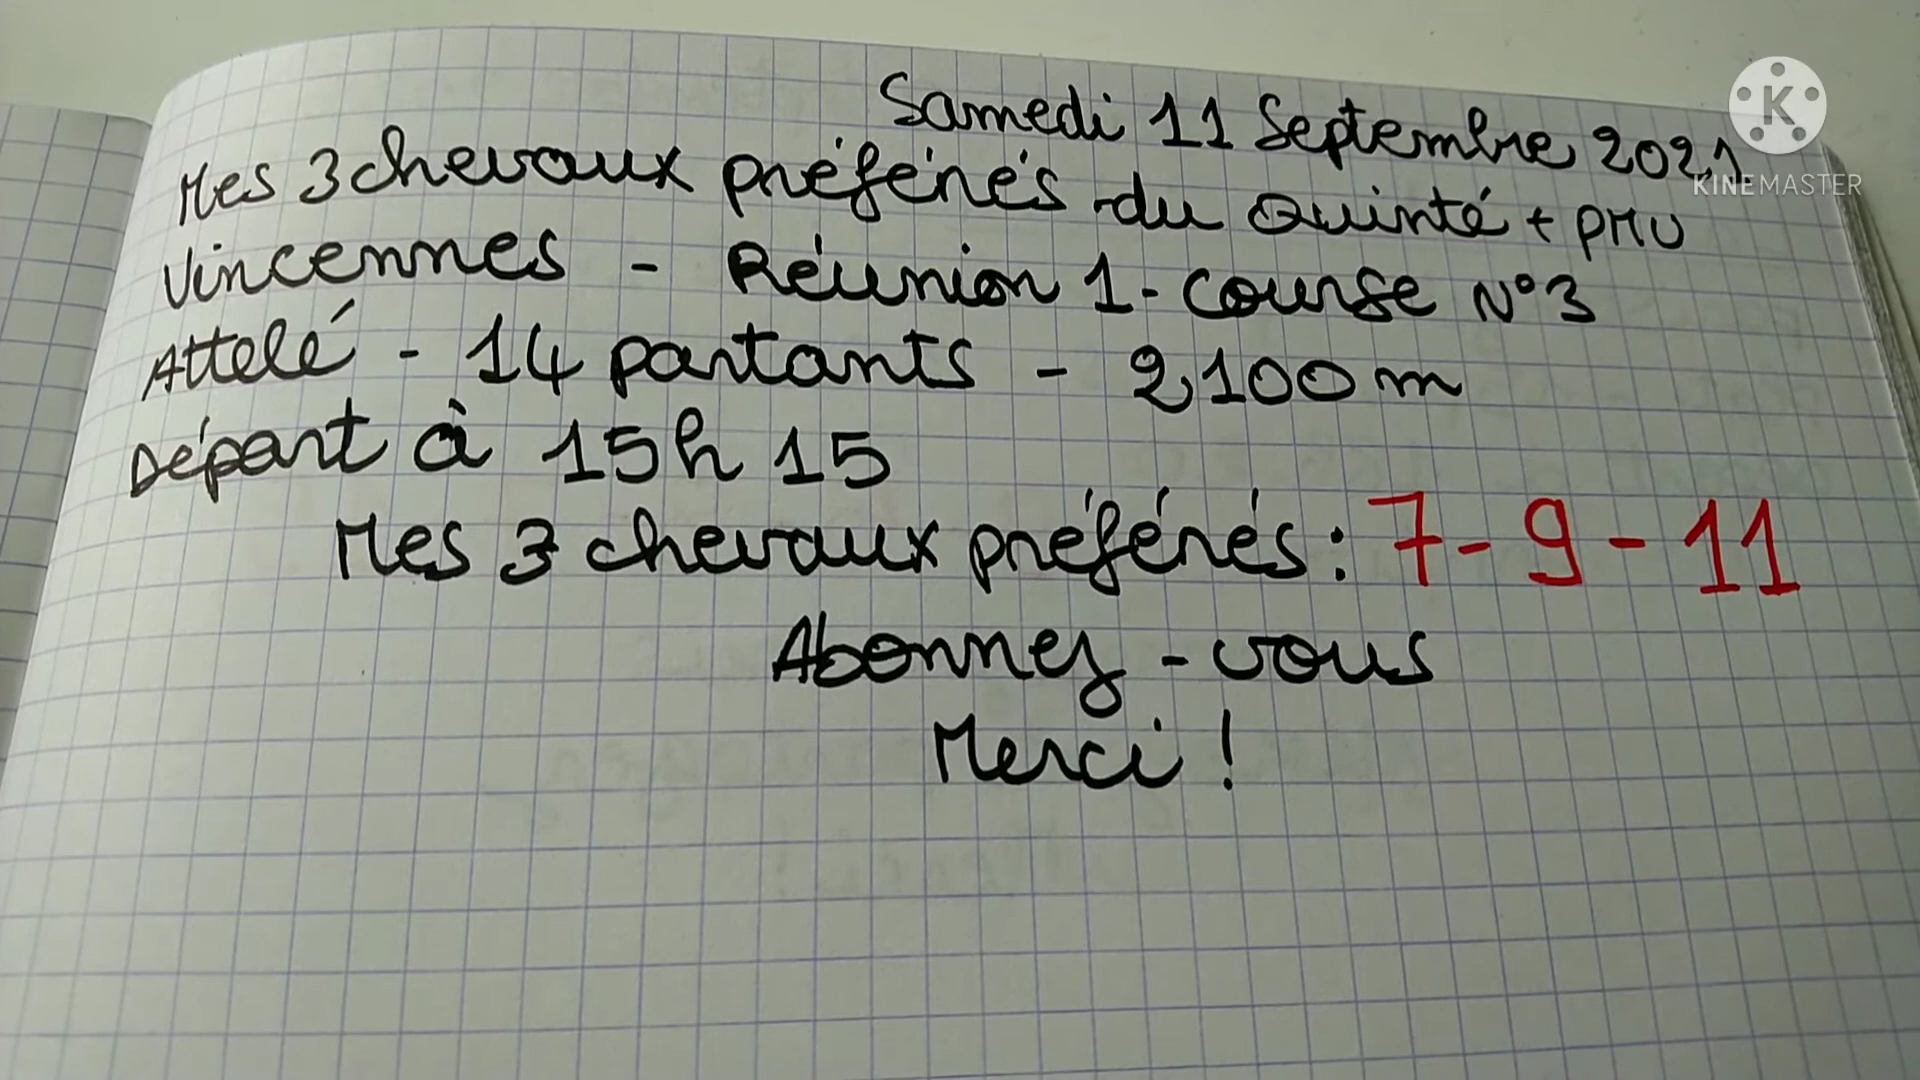 Samedi 11 Septembre 2021
Mes 3 chevaux préférés du Quinté + PMU
Vincennes - Réunion 1 - Course N°3
Attelé - 14 partants - 2100 m
Départ à 15h15
Mes 3 chevaux préférés : 7 - 9 - 11
Abonnez-vous
Merci !
K
KINEMASTER